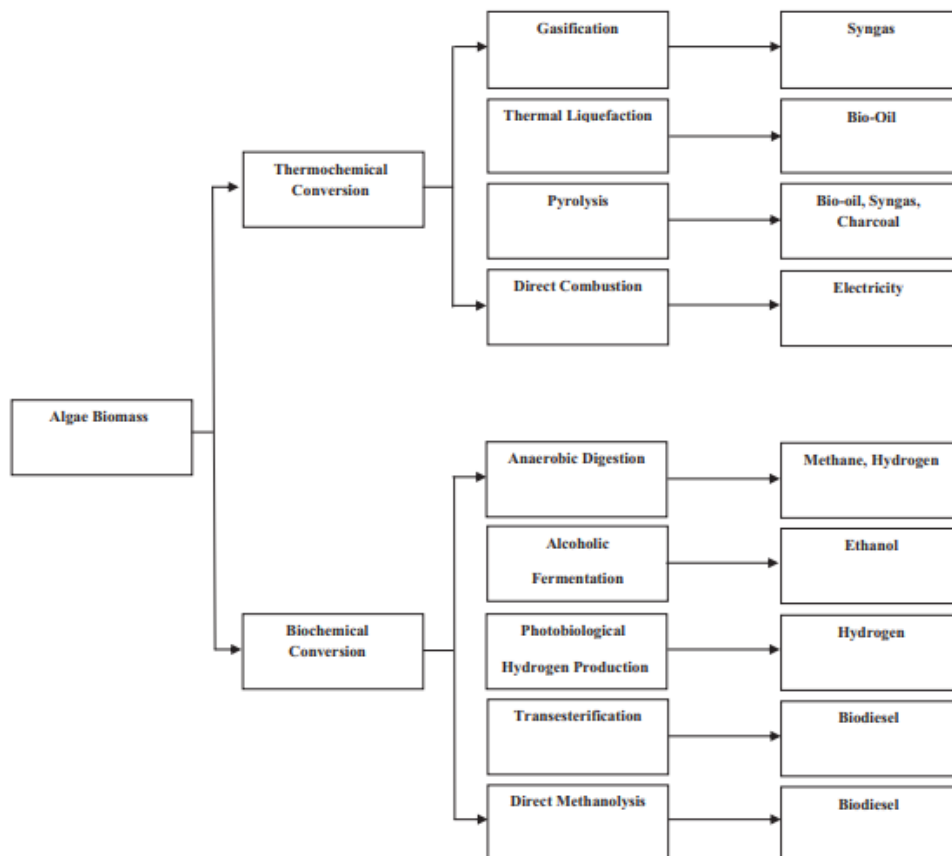 Gasification
Syngas
Thermal Liquefaction
Bio-Oil
Thermochemical
Conversion
Pyrolysis
Bio-oil, Syngas,
Charcoal
Direct Combustion
Electricity
Algae Biomass
Anaerobic Digestion
Methane, Hydrogen
Alcoholic
Fermentation
Ethanol
Biochemical
Conversion
Photobiological
Hydrogen Production
Hydrogen
Transesterification
Biodiesel
Direct Methanolysis
Biodiesel